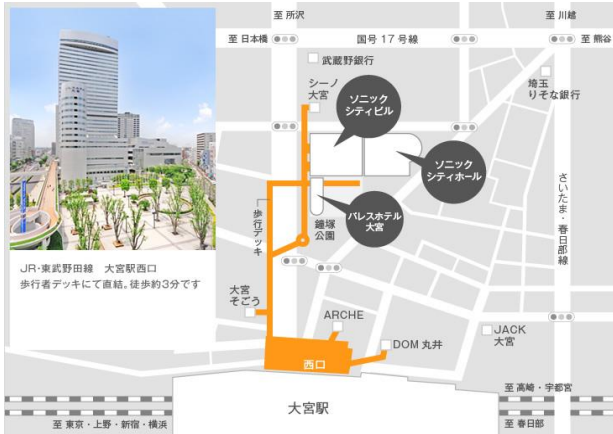 至 所沢
至 川越
至 日本橋
国号 17 号線
至 熊谷
武蔵野銀行
シーノ
大宮
ソニック
シティビル
埼玉
りそな銀行
ソニック
シティホール
さいたま・春日部線
パレスホテル
大宮
鐘塚
公園
歩行デッキ
JR・東武野田線 大宮駅西口
歩行者デッキにて直結。徒歩約3分です
大宮
そごう
ARCHE
DOM 丸井
JACK
大宮
西口
至 高崎・宇都宮
大宮駅
至 東京・上野・新宿・横浜
至 春日部